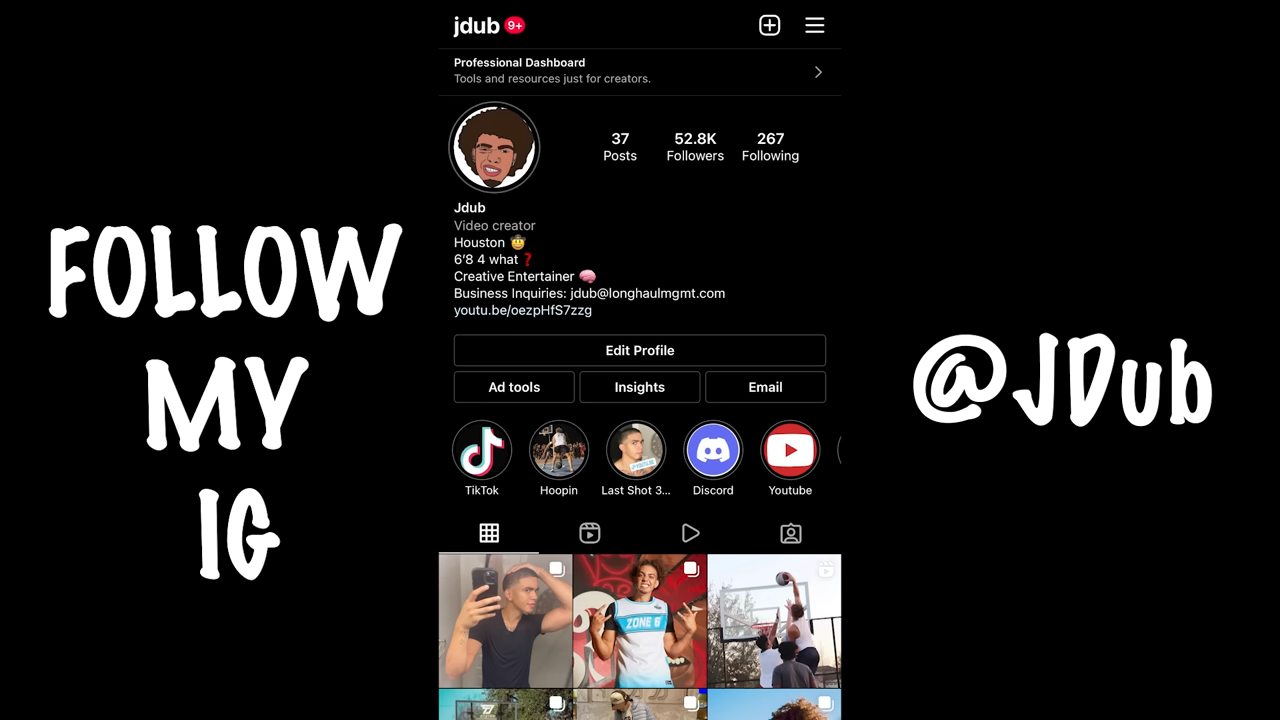 jdub 9+
Professional Dashboard
Tools and resources just for creators.
37
Posts
52.8K
Followers
267
Following
Jdub
Video creator
Houston 🤠
6’8 4 what❓
Creative Entertainer 🧠
Business Inquiries: jdub@longhaulmgmt.com
youtu.be/oezpHfS7zzg
Edit Profile
Ad tools
Insights
Email
TikTok
Hoopin
Last Shot 3...
Discord
Youtube
ZONE 6
FOLLOW
MY
IG
@JDub